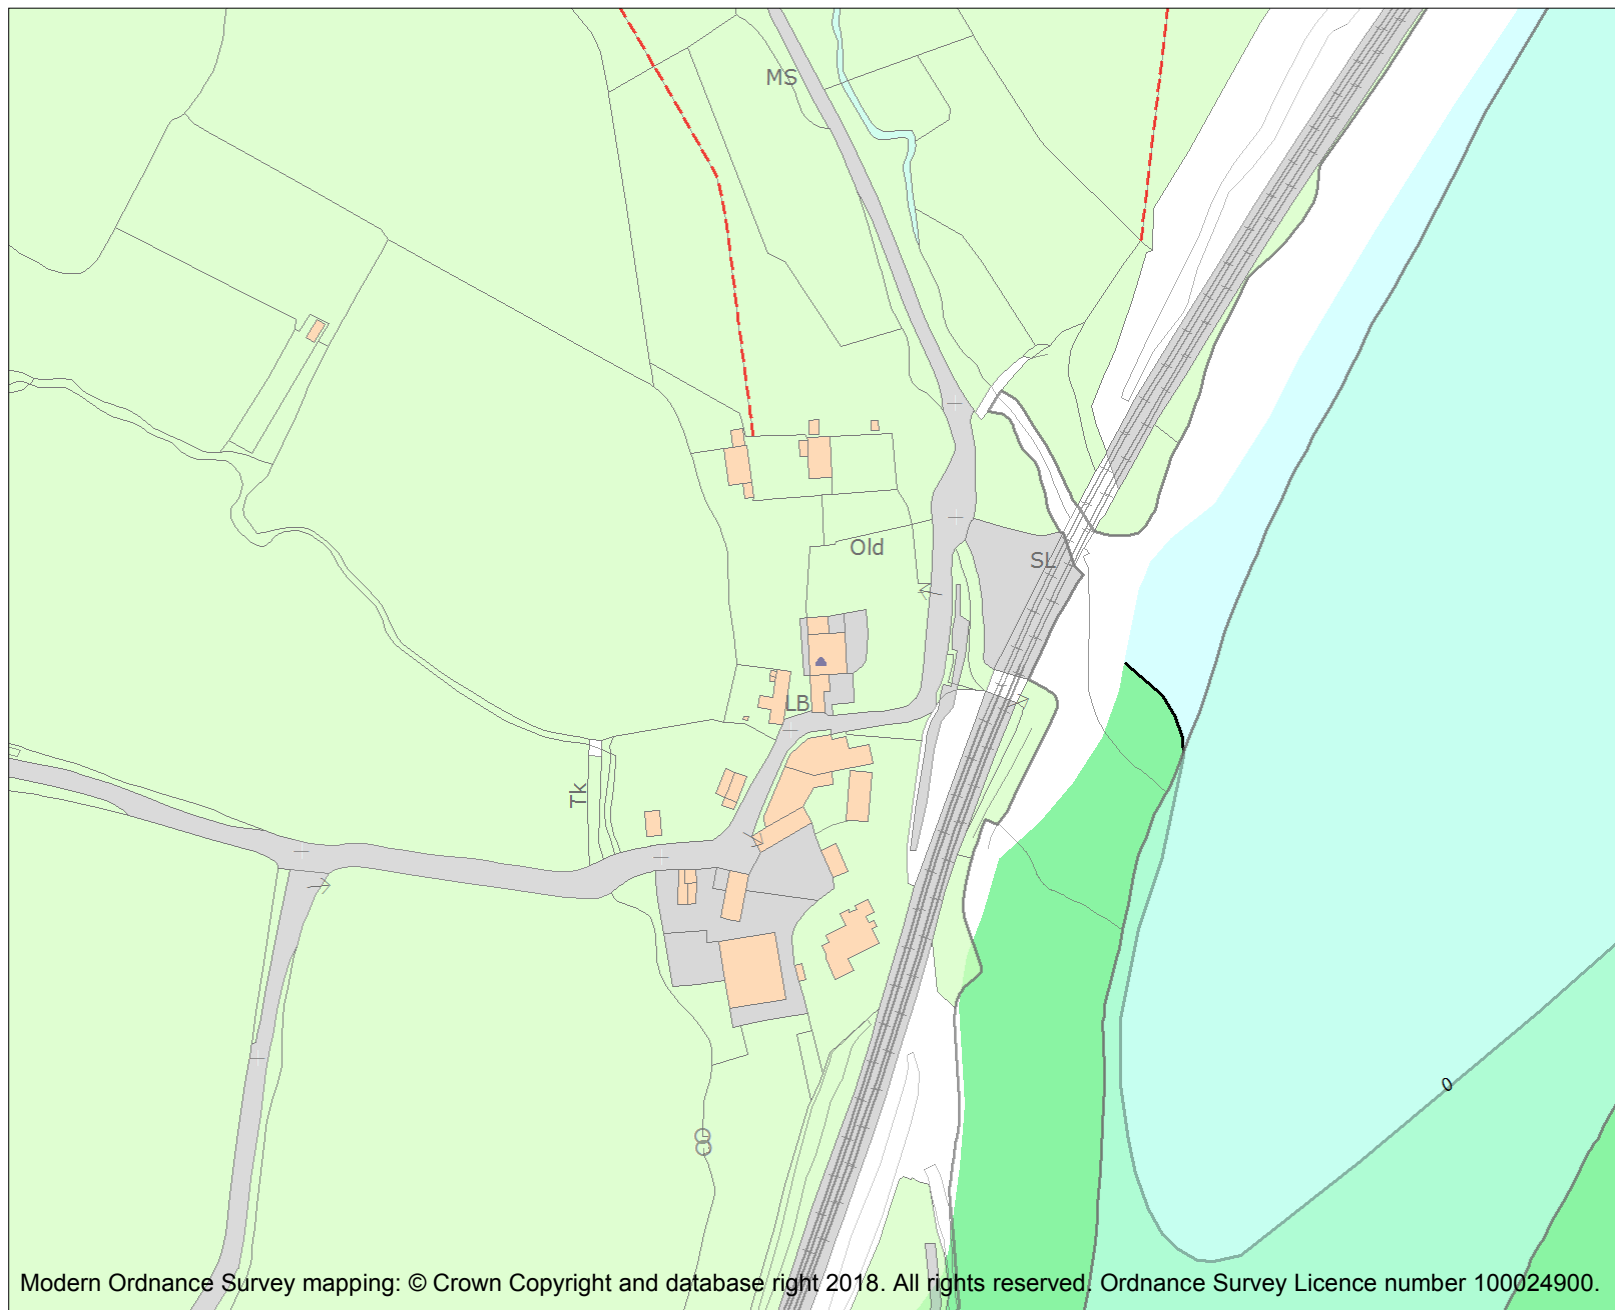 MS
Old
SL
LB
Tk
0
Modern Ordnance Survey mapping: © Crown Copyright and database right 2018. All rights reserved. Ordnance Survey Licence number 100024900.